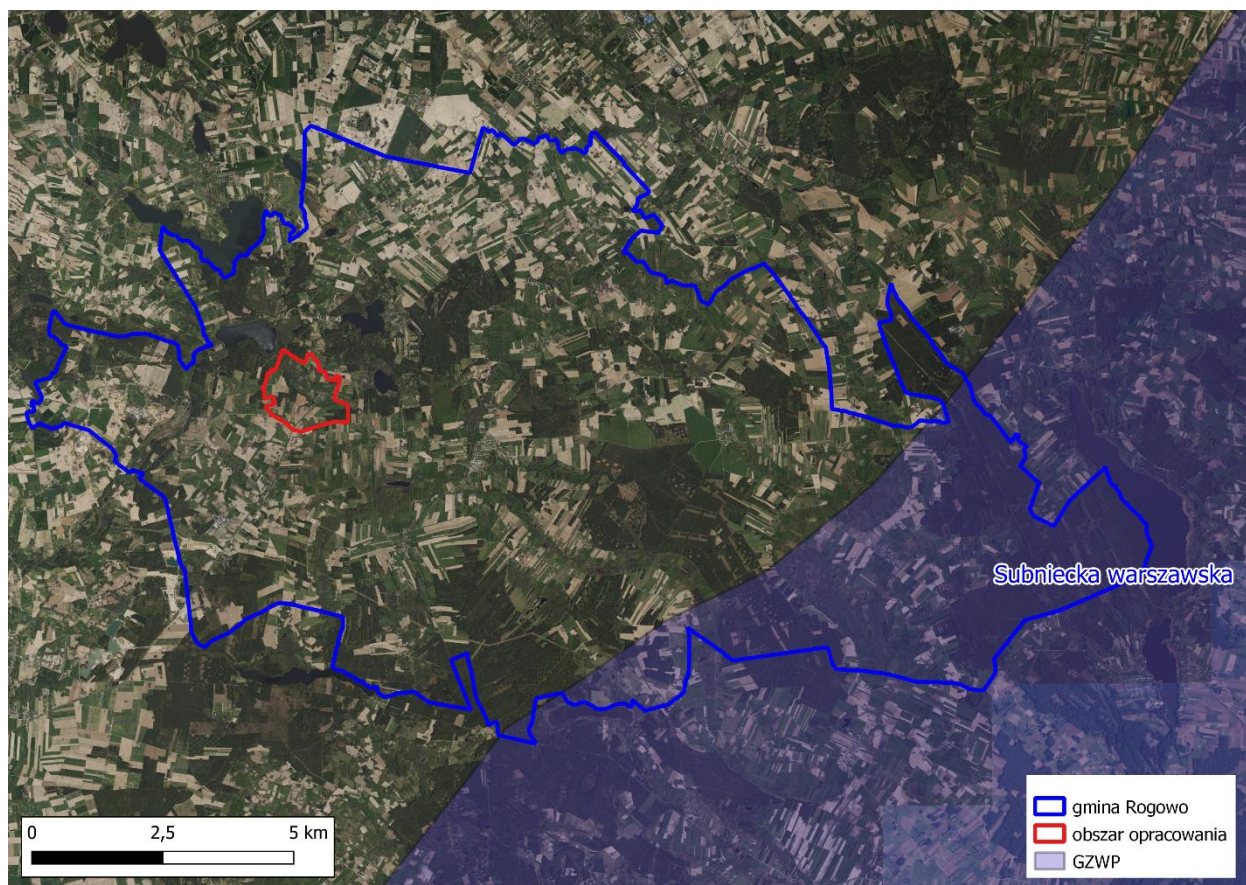 Subniecka warszawska
gmina Rogowo
obszar opracowania
GZWP
0 2,5 5 km